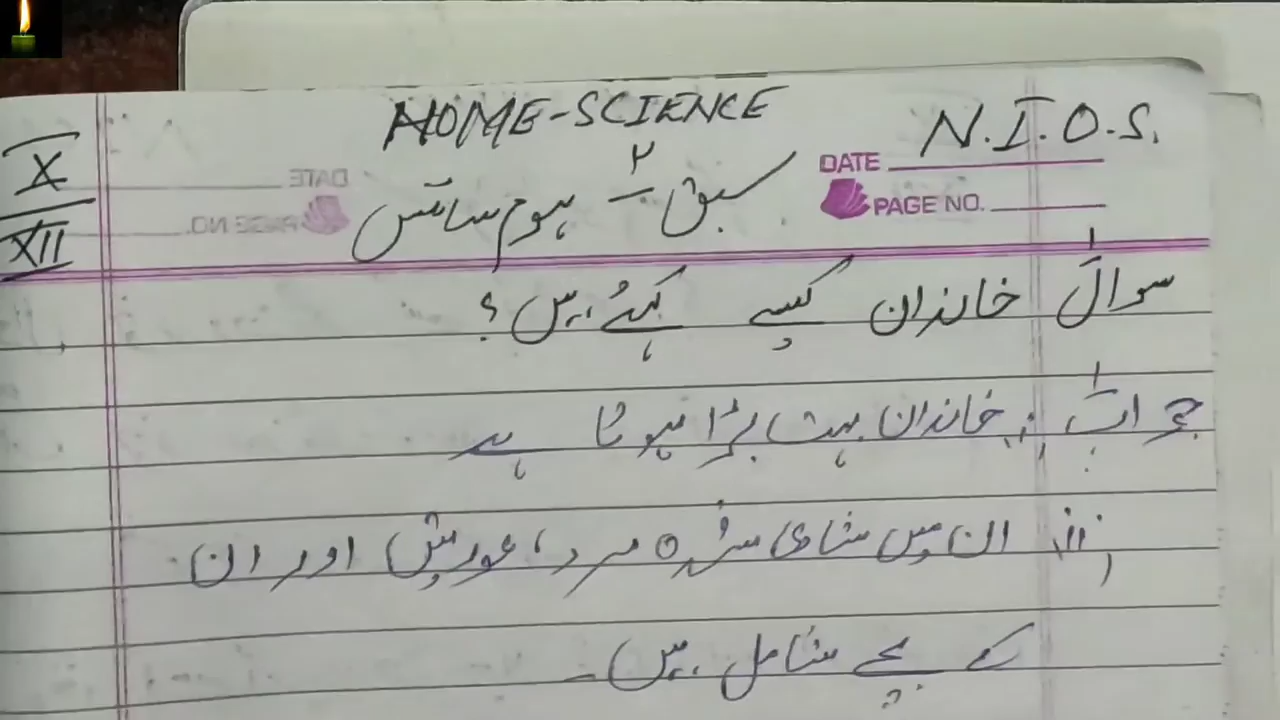 HOME-SCIENCE
N.I.O.S.
X
XII
DATE
PAGE NO.
سبق ۲ - ہوم سائنس
سوال ۱ خاندان کسے کہتے ہیں؟
جواب ۱ i. خاندان بہت بڑا ہوتا ہے
ii. ان میں شادی شدہ مرد، عورتیں اور ان
کے بچے شامل ہیں۔